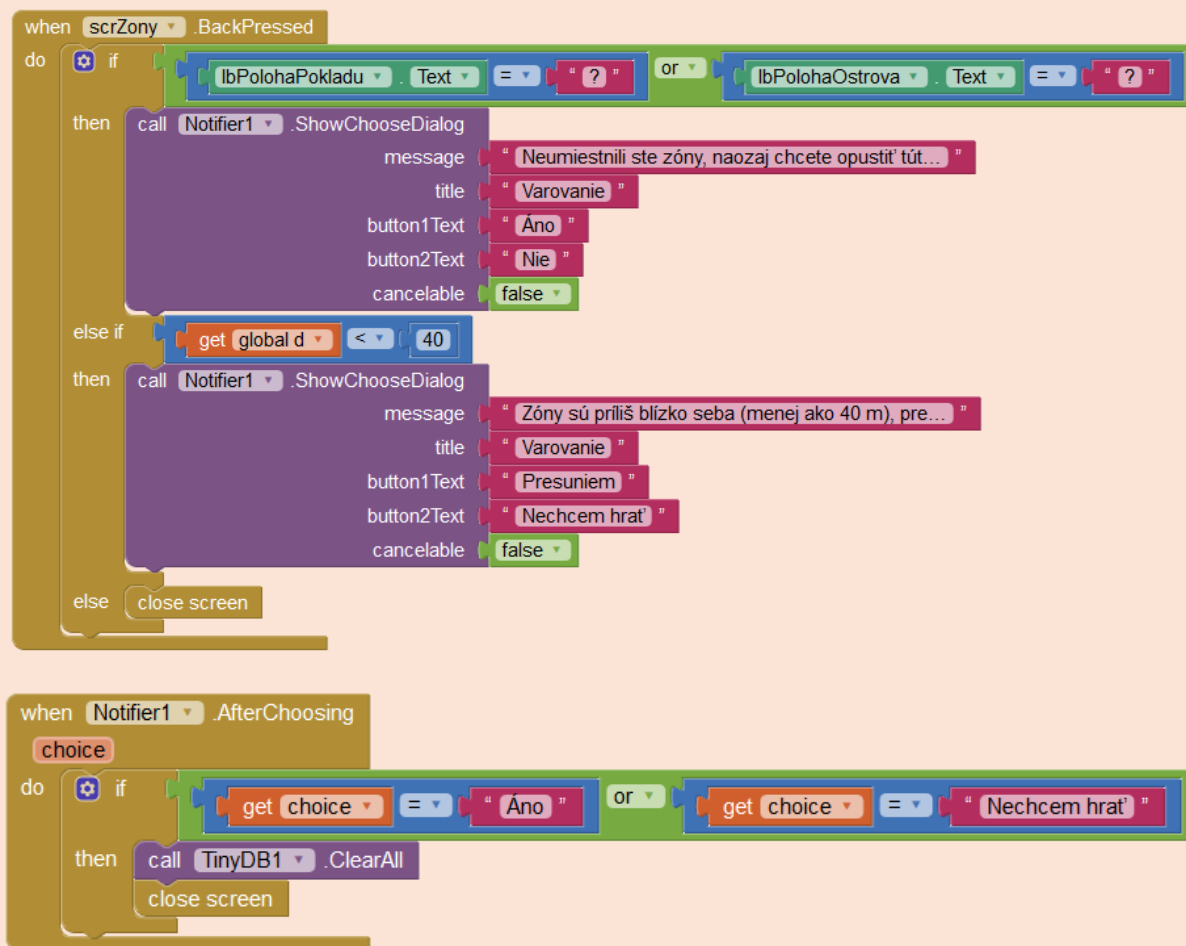 when scrZony .BackPressed
do if lbPolohaPokladu . Text = " ? " or lbPolohaOstrova . Text = " ? "
then call Notifier1 .ShowChooseDialog
message " Neumiestnili ste zóny, naozaj chcete opustiť tút… "
title " Varovanie "
button1Text " Áno "
button2Text " Nie "
cancelable false
else if get global d < 40
then call Notifier1 .ShowChooseDialog
message " Zóny sú príliš blízko seba (menej ako 40 m), pre… "
title " Varovanie "
button1Text " Presuniem "
button2Text " Nechcem hrať "
cancelable false
else close screen
when Notifier1 .AfterChoosing
choice
do if get choice = " Áno " or get choice = " Nechcem hrať "
then call TinyDB1 .ClearAll
close screen